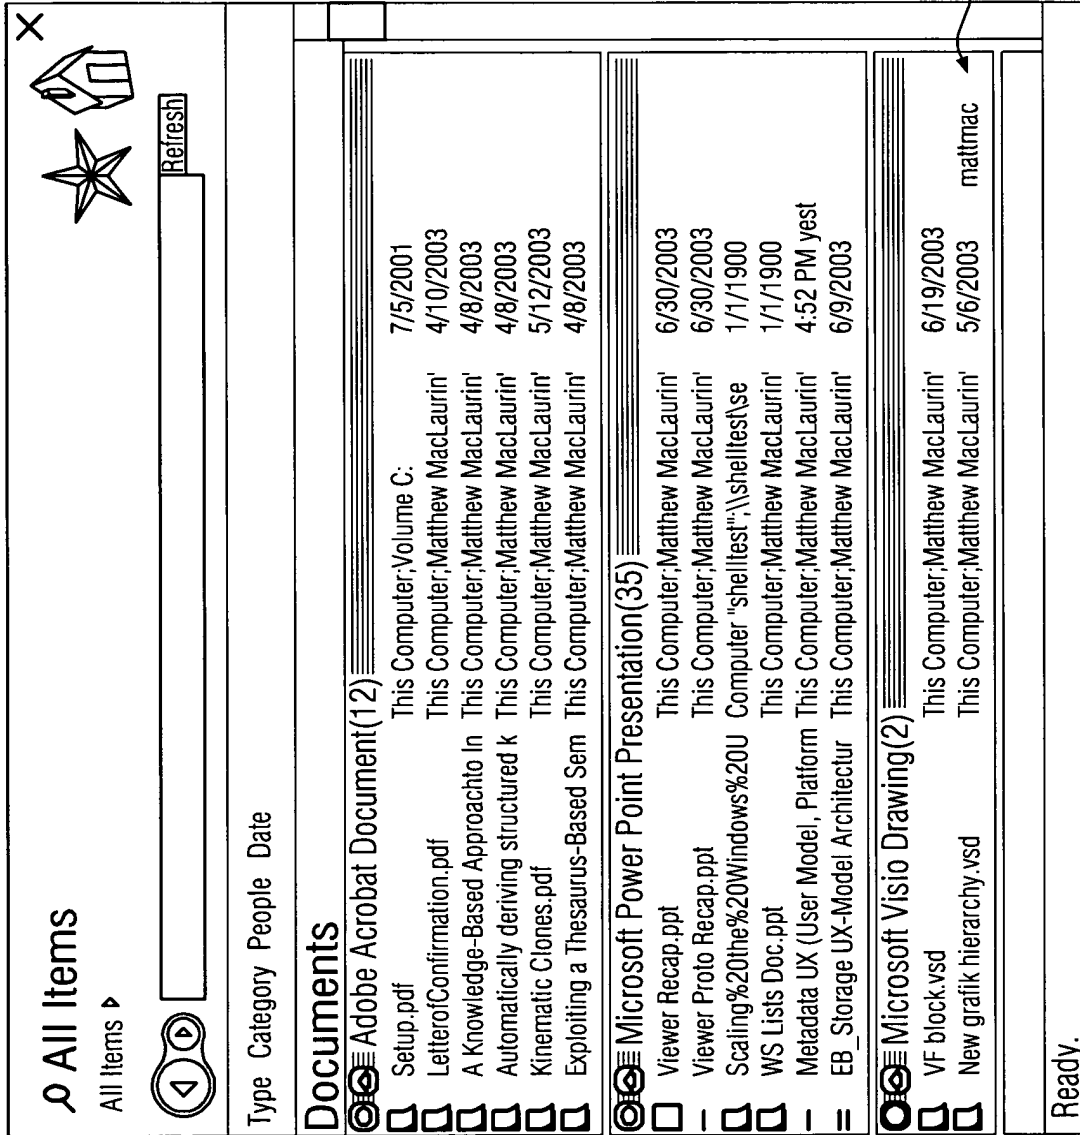 All Items
All Items
Refresh
Type Category People Date
Documents
Adobe Acrobat Document(12)
Setup.pdf This Computer;Volume C: 7/5/2001
LetterofConfirmation.pdf This Computer;Matthew MacLaurin' 4/10/2003
A Knowledge-Based Approachto In This Computer;Matthew MacLaurin' 4/8/2003
Automatically deriving structured k This Computer;Matthew MacLaurin' 4/8/2003
Kinematic Clones.pdf This Computer;Matthew MacLaurin' 5/12/2003
Exploiting a Thesaurus-Based Sem This Computer;Matthew MacLaurin' 4/8/2003
Microsoft Power Point Presentation(35)
Viewer Recap.ppt This Computer;Matthew MacLaurin' 6/30/2003
Viewer Proto Recap.ppt This Computer;Matthew MacLaurin' 6/30/2003
Scaling%20the%20Windows%20U Computer "shelltest";\\shelltest\se 1/1/1900
WS Lists Doc.ppt This Computer;Matthew MacLaurin' 1/1/1900
Metadata UX (User Model, Platform This Computer;Matthew MacLaurin' 4:52 PM yest
EB_Storage UX-Model Architectur This Computer;Matthew MacLaurin' 6/9/2003
Microsoft Visio Drawing(2)
VF block.vsd This Computer;Matthew MacLaurin' 6/19/2003
New grafik hierarchy.vsd This Computer;Matthew MacLaurin' 5/6/2003 mattmac
Ready.